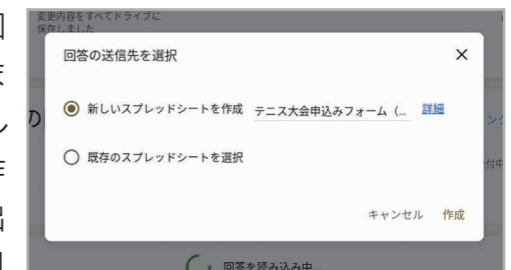 変更内容をすべてドライブに
保存しました
回答の送信先を選択
新しいスプレッドシートを作成 テニス大会申込みフォーム（... 詳細
既存のスプレッドシートを選択
キャンセル 作成
回答を読み込み中